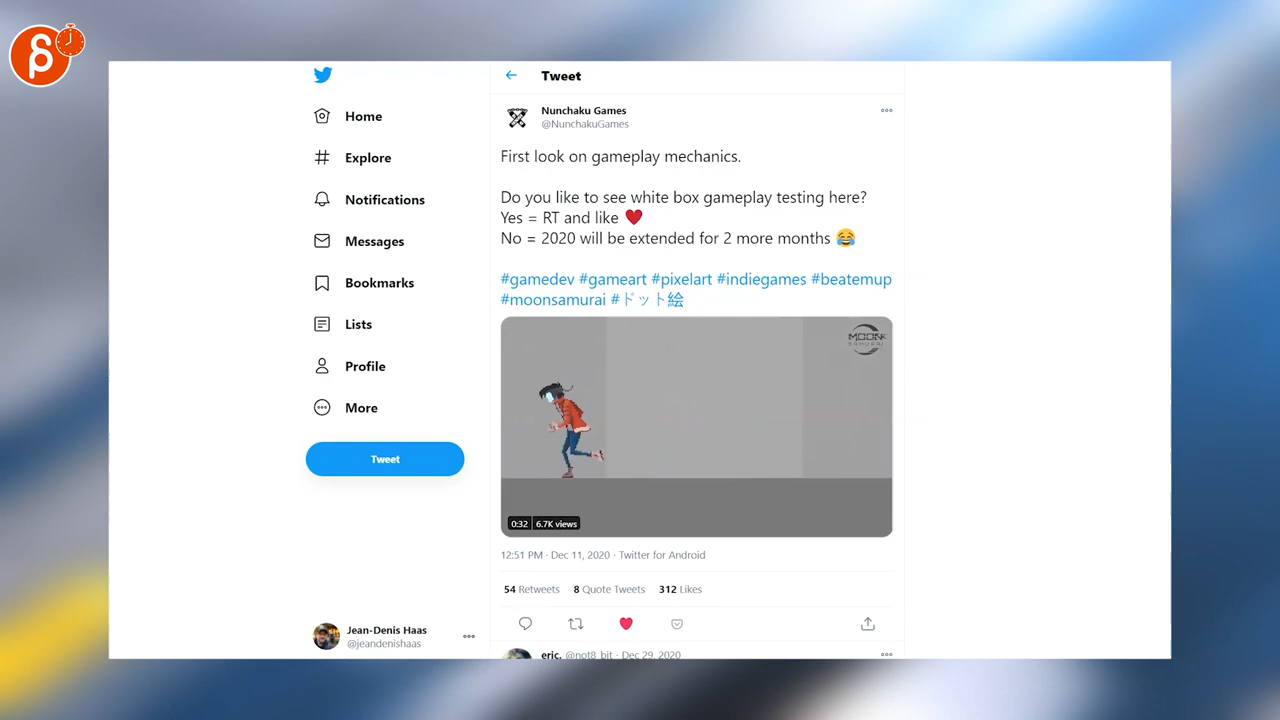 Tweet
Home
Explore
Notifications
Messages
Bookmarks
Lists
Profile
More
Tweet
Jean-Denis Haas
@jeandenishaas
Nunchaku Games
@NunchakuGames
First look on gameplay mechanics.
Do you like to see white box gameplay testing here?
Yes = RT and like ❤️
No = 2020 will be extended for 2 more months 😂
#gamedev #gameart #pixelart #indiegames #beatemup
#moonsamurai #ドット絵
MOON
SAMURAI
0:32 6.7K views
12:51 PM · Dec 11, 2020 · Twitter for Android
54 Retweets 8 Quote Tweets 312 Likes
eric. @not8_bit · Dec 29, 2020